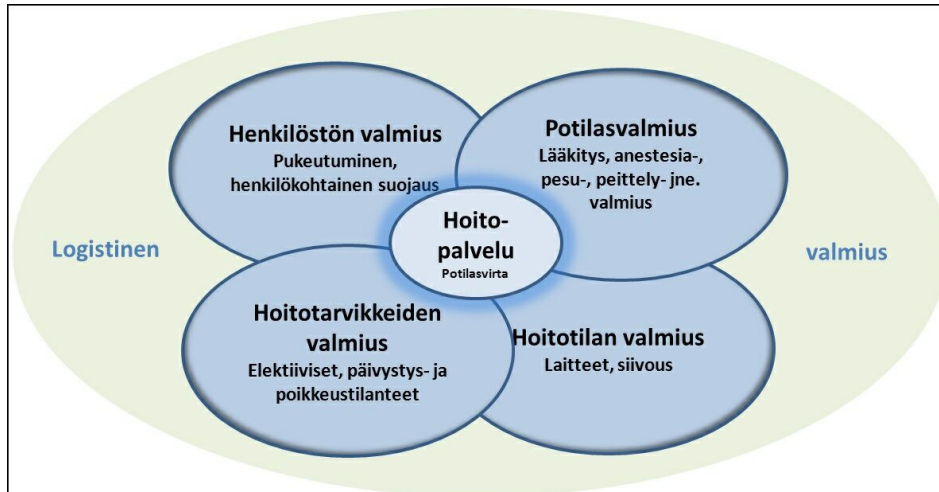 Henkilöstön valmius
Pukeutuminen,
henkilökohtainen suojaus
Potilasvalmius
Lääkitys, anestesia-,
pesu-, peittely- jne.
valmius
Logistinen
Hoito-
palvelu
Potilasvirta
valmius
Hoitotarvikkeiden
valmius
Elektiiviset, päivystys- ja
poikkeustilanteet
Hoitotilan valmius
Laitteet, siivous